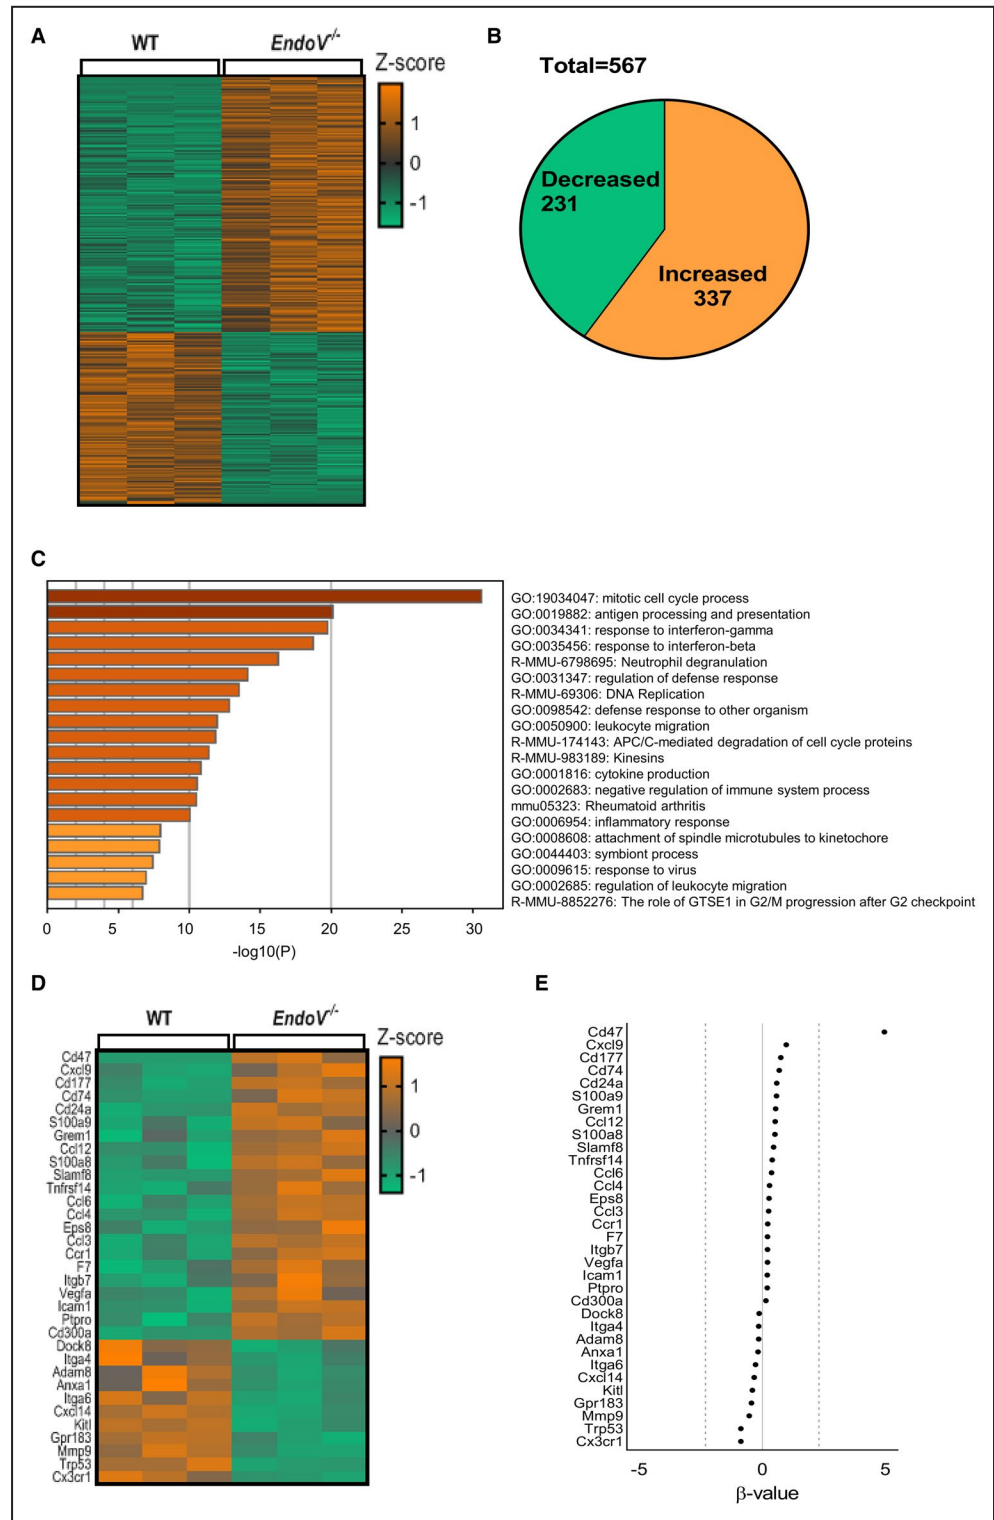 A
WT
EndoV-/-
Z-score
1
0
-1
B
Total=567
Decreased
231
Increased
337
C
GO:19034047: mitotic cell cycle process
GO:0019882: antigen processing and presentation
GO:0034341: response to interferon-gamma
GO:0035456: response to interferon-beta
R-MMU-6798695: Neutrophil degranulation
GO:0031347: regulation of defense response
R-MMU-69306: DNA Replication
GO:0098542: defense response to other organism
GO:0050900: leukocyte migration
R-MMU-174143: APC/C-mediated degradation of cell cycle proteins
R-MMU-983189: Kinesins
GO:0001816: cytokine production
GO:0002683: negative regulation of immune system process
mmu05323: Rheumatoid arthritis
GO:0006954: inflammatory response
GO:0008608: attachment of spindle microtubules to kinetochore
GO:0044403: symbiont process
GO:0009615: response to virus
GO:0002685: regulation of leukocyte migration
R-MMU-8852276: The role of GTSE1 in G2/M progression after G2 checkpoint
0 5 10 15 20 25 30
-log10(P)
D
WT
EndoV-/-
Z-score
1
0
-1
Cd47
Cxcl9
Cd177
Cd74
Cd24a
S100a9
Grem1
Ccl12
S100a8
Slamf8
Tnfrsf14
Ccl6
Ccl4
Eps8
Ccl3
Ccr1
F7
Itgb7
Vegfa
Icam1
Ptpro
Cd300a
Dock8
Itga4
Adam8
Anxa1
Itga6
Cxcl14
Kitl
Gpr183
Mmp9
Trp53
Cx3cr1
E
Cd47
Cxcl9
Cd177
Cd74
Cd24a
S100a9
Grem1
Ccl12
S100a8
Slamf8
Tnfrsf14
Ccl6
Ccl4
Eps8
Ccl3
Ccr1
F7
Itgb7
Vegfa
Icam1
Ptpro
Cd300a
Dock8
Itga4
Adam8
Anxa1
Itga6
Cxcl14
Kitl
Gpr183
Mmp9
Trp53
Cx3cr1
-5 0 5
β-value